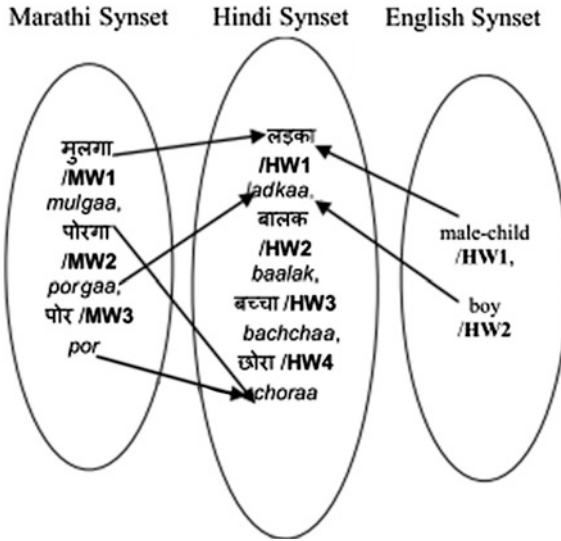 Marathi Synset
Hindi Synset
English Synset
मुलगा
/MW1
mulgaa,
पोरगा
/MW2
porgaa,
पोर /MW3
por
लड़का
/HW1
ladkaa,
बालक
/HW2
baalak,
बच्चा /HW3
bachchaa,
छोरा /HW4
choraa
male-child
/HW1,
boy
/HW2